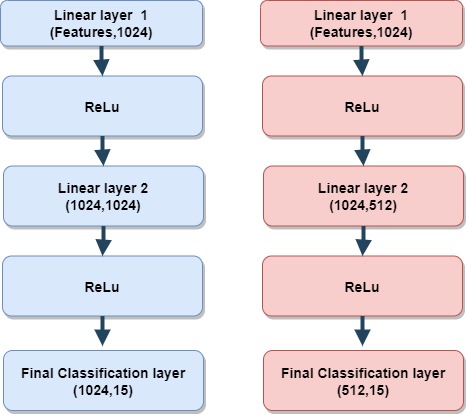 Linear layer  1
(Features,1024)
ReLu
Linear layer 2
(1024,1024)
ReLu
Final Classification layer
(1024,15)
Linear layer  1
(Features,1024)
ReLu
Linear layer 2
(1024,512)
ReLu
Final Classification layer
(512,15)